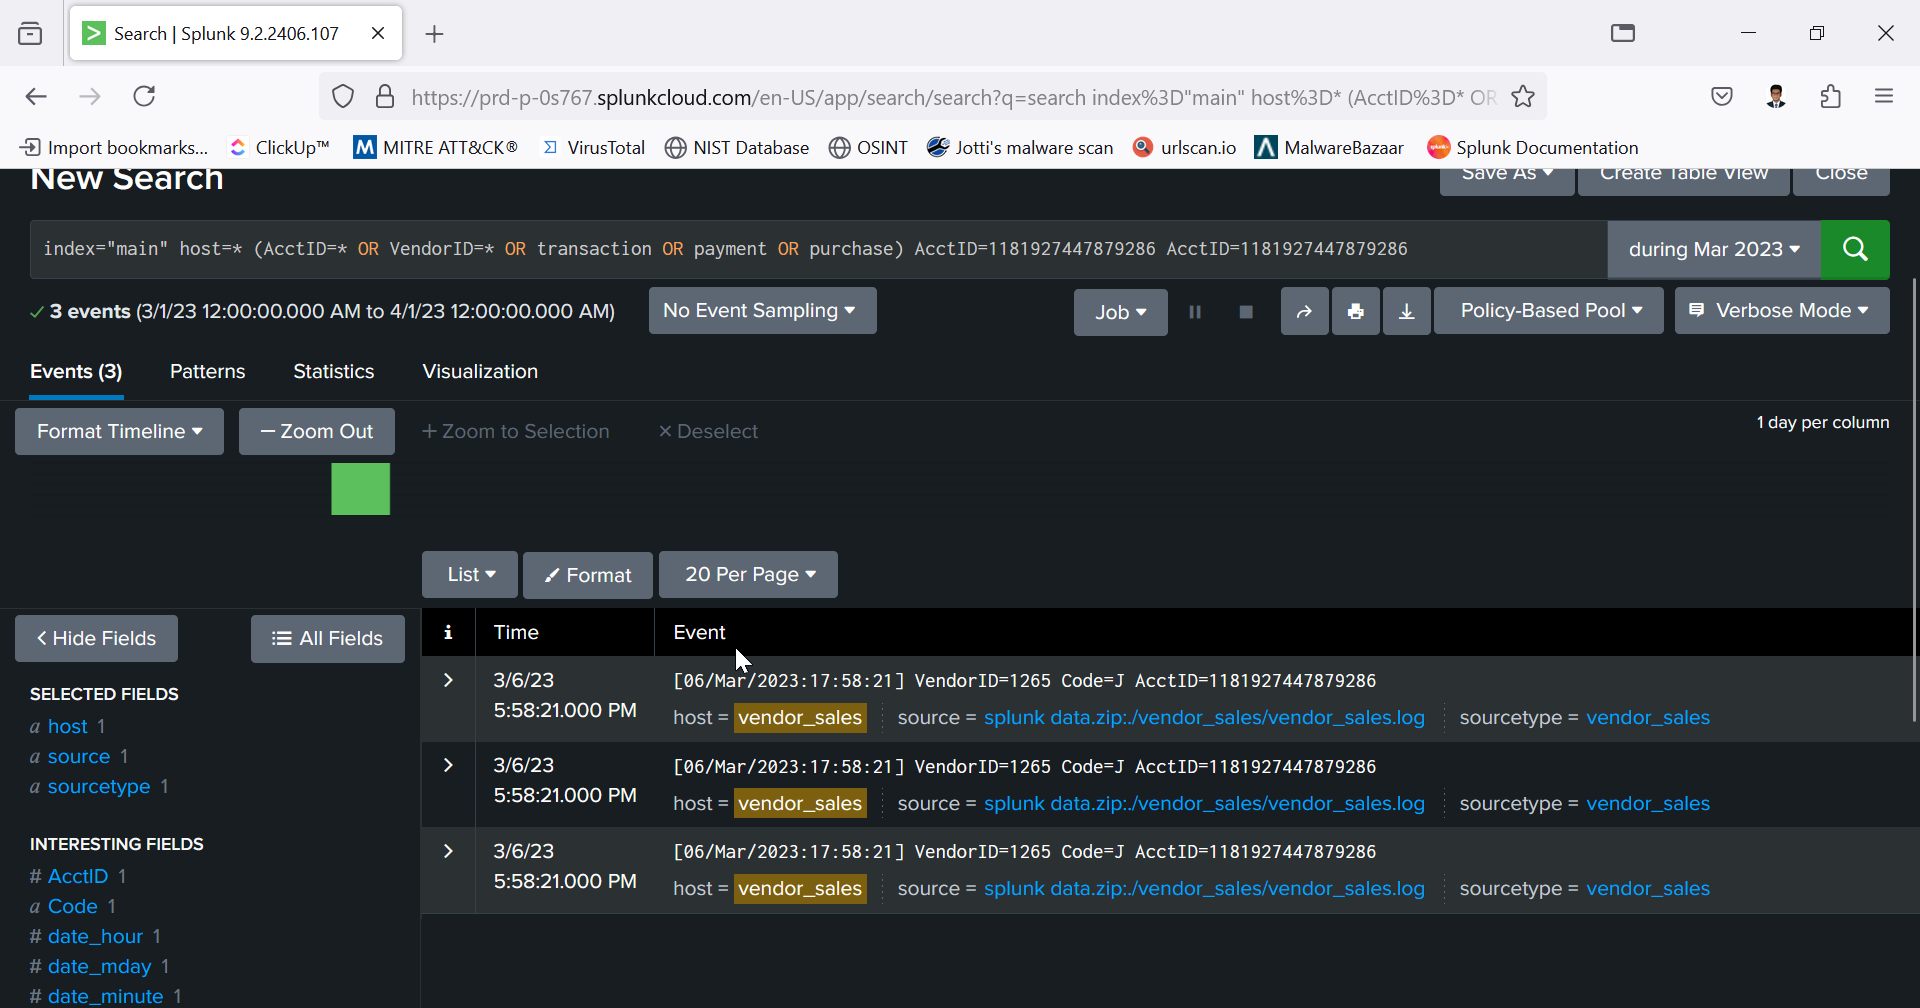 Search | Splunk 9.2.2406.107
https://prd-p-0s767.splunkcloud.com/en-US/app/search/search?q=search index%3D"main" host%3D* (AcctID%3D* OR
Import bookmarks... ClickUp™ MITRE ATT&CK® VirusTotal NIST Database OSINT Jotti's malware scan urlscan.io MalwareBazaar Splunk Documentation
New Search Save As Create Table View Close
index="main" host=* (AcctID=* OR VendorID=* OR transaction OR payment OR purchase) AcctID=1181927447879286 AcctID=1181927447879286 during Mar 2023
3 events (3/1/23 12:00:00.000 AM to 4/1/23 12:00:00.000 AM) No Event Sampling Job Policy-Based Pool Verbose Mode
Events (3) Patterns Statistics Visualization
Format Timeline — Zoom Out + Zoom to Selection × Deselect 1 day per column
List Format 20 Per Page
< Hide Fields All Fields
i Time Event
SELECTED FIELDS
a host 1
a source 1
a sourcetype 1
INTERESTING FIELDS
# AcctID 1
a Code 1
# date_hour 1
# date_mday 1
# date_minute 1
3/6/23 5:58:21.000 PM
[06/Mar/2023:17:58:21] VendorID=1265 Code=J AcctID=1181927447879286
host = vendor_sales source = splunk data.zip:./vendor_sales/vendor_sales.log sourcetype = vendor_sales
3/6/23 5:58:21.000 PM
[06/Mar/2023:17:58:21] VendorID=1265 Code=J AcctID=1181927447879286
host = vendor_sales source = splunk data.zip:./vendor_sales/vendor_sales.log sourcetype = vendor_sales
3/6/23 5:58:21.000 PM
[06/Mar/2023:17:58:21] VendorID=1265 Code=J AcctID=1181927447879286
host = vendor_sales source = splunk data.zip:./vendor_sales/vendor_sales.log sourcetype = vendor_sales